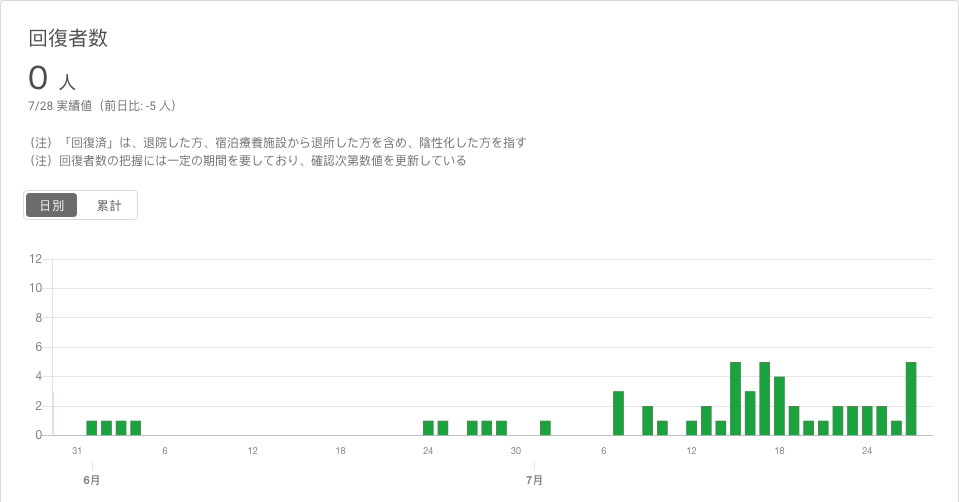 回復者数
0 人
7/28 実績値（前日比: -5 人）
（注）「回復済」は、退院した方、宿泊療養施設から退所した方を含め、陰性化した方を指す
（注）回復者数の把握には一定の期間を要しており、確認次第数値を更新している
日別 累計
12
10
8
6
4
2
0
31 6 12 18 24 30 6 12 18 24
6月 7月